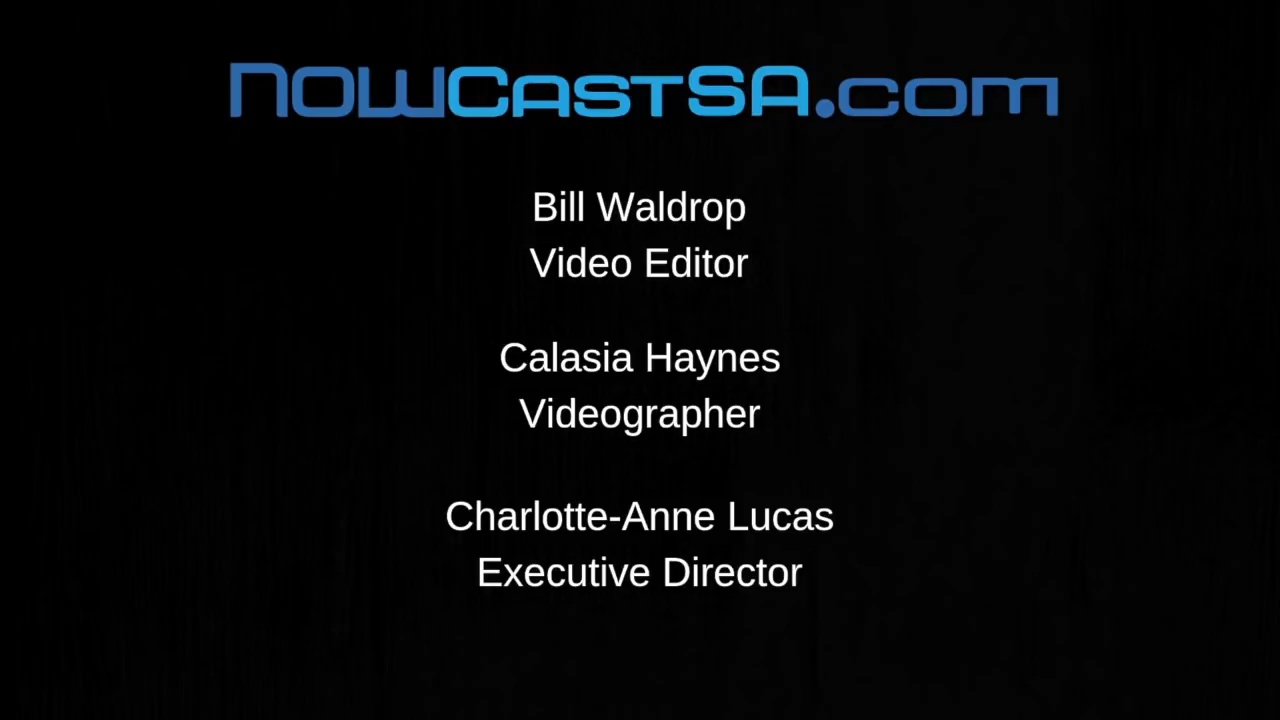 NowCastSA.com
Bill Waldrop
Video Editor
Calasia Haynes
Videographer
Charlotte-Anne Lucas
Executive Director